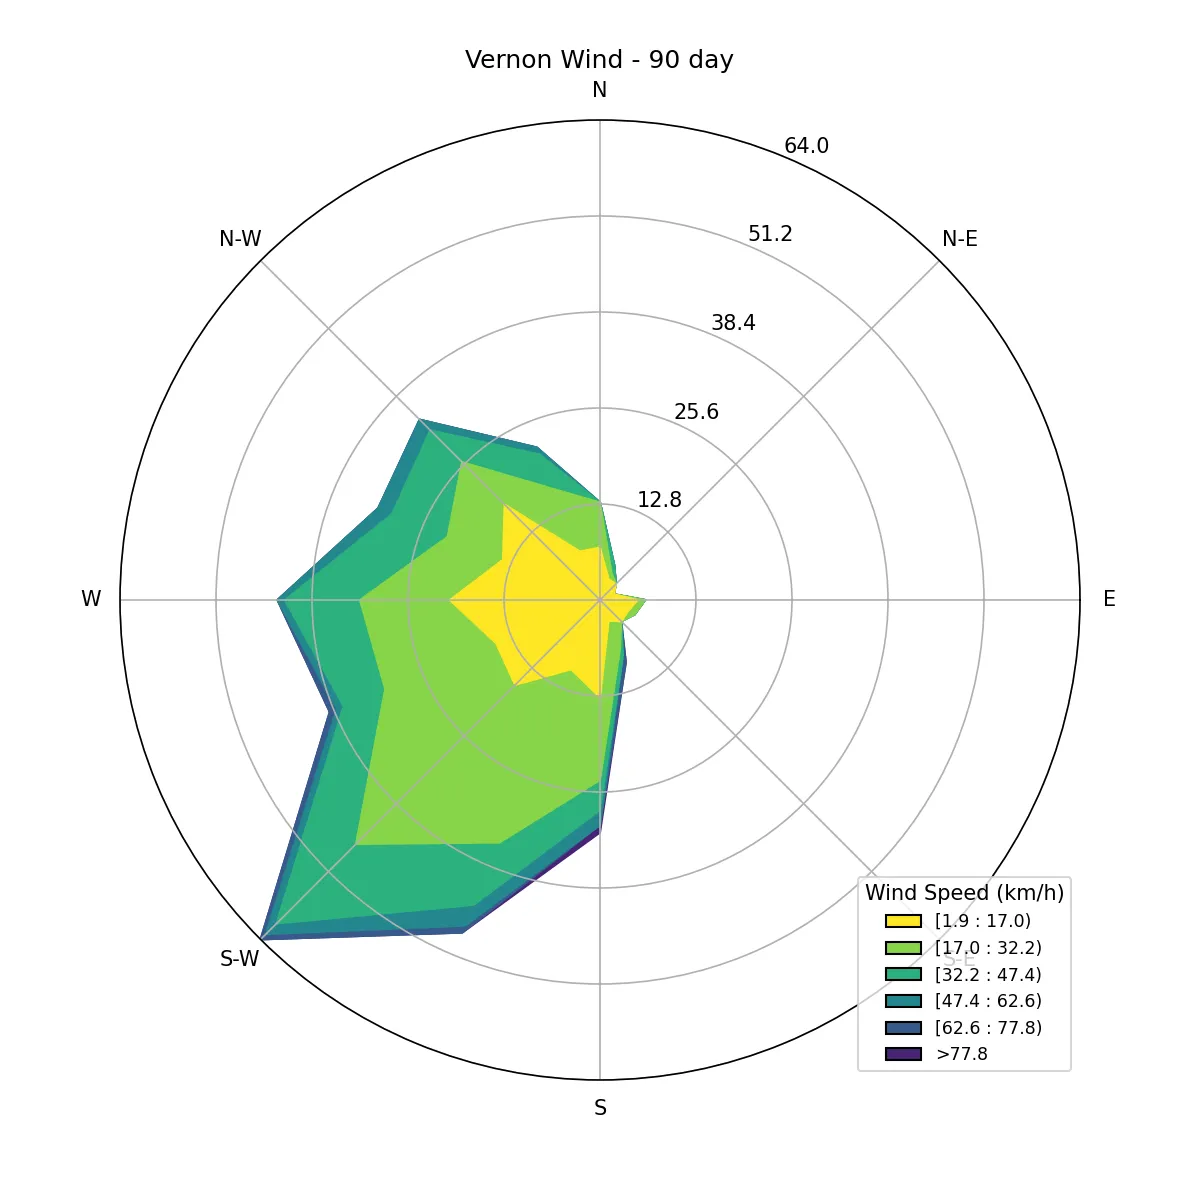 Vernon Wind - 90 day
N
64.0
51.2
N-W
N-E
38.4
25.6
12.8
W
E
Wind Speed (km/h)
[1.9 : 17.0)
[17.0 : 32.2)
S-W
S-E
[32.2 : 47.4)
[47.4 : 62.6)
[62.6 : 77.8)
>77.8
S